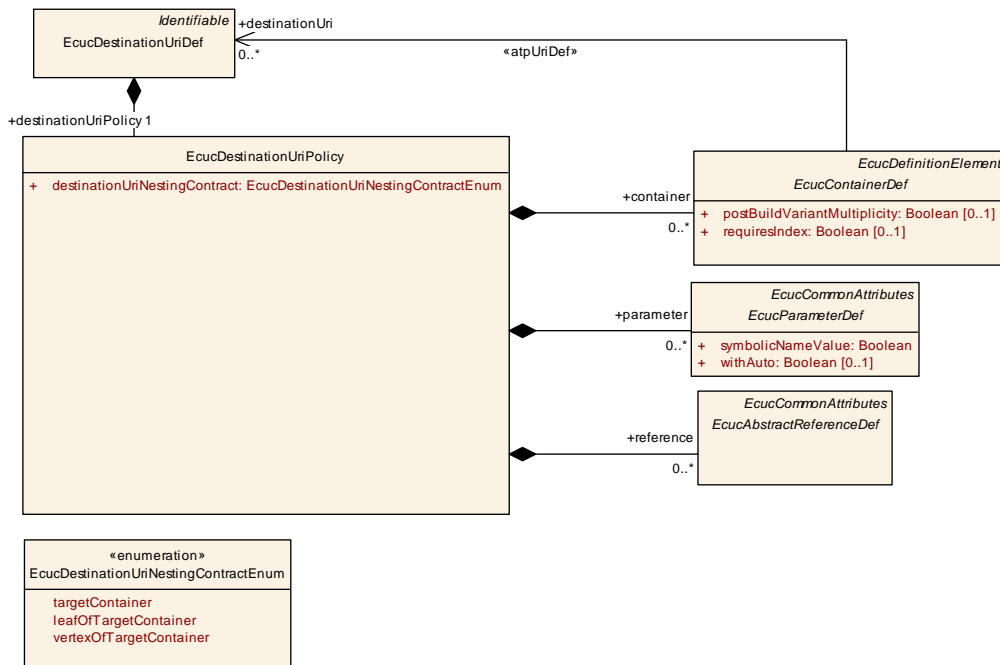 Identifiable
EcucDestinationUriDef
+destinationUri
0..*
«atpUriDef»
+destinationUriPolicy 1
EcucDestinationUriPolicy
+ destinationUriNestingContract: EcucDestinationUriNestingContractEnum
EcucDefinitionElement
EcucContainerDef
+ postBuildVariantMultiplicity: Boolean [0..1]
+ requiresIndex: Boolean [0..1]
+container
0..*
EcucCommonAttributes
EcucParameterDef
+ symbolicNameValue: Boolean
+ withAuto: Boolean [0..1]
+parameter
0..*
EcucCommonAttributes
EcucAbstractReferenceDef
+reference
0..*
«enumeration»
EcucDestinationUriNestingContractEnum
targetContainer
leafOfTargetContainer
vertexOfTargetContainer